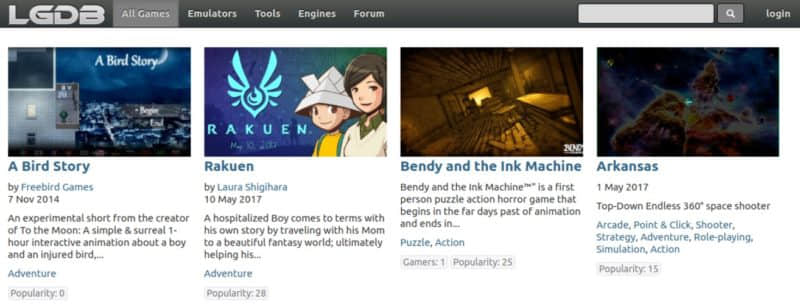 LGDB All Games Emulators Tools Engines Forum login
A Bird Story
Begin
End
RAKUEN
May 10, 2017
BENDY
A Bird Story
by Freebird Games
7 Nov 2014
An experimental short from the creator
of To the Moon: A simple & surreal 1-
hour interactive animation about a boy
and an injured bird,...
Adventure
Popularity: 0
Rakuen
by Laura Shigihara
10 May 2017
A hospitalized Boy comes to terms with
his own story by traveling with his Mom
to a beautiful fantasy world; ultimately
helping his...
Adventure
Popularity: 28
Bendy and the Ink Machine
Bendy and the Ink Machine™" is a first
person puzzle action horror game that
begins in the far days past of animation
and ends in...
Puzzle, Action
Gamers: 1 Popularity: 25
Arkansas
1 May 2017
Top-Down Endless 360° space shooter
Arcade, Point & Click, Shooter,
Strategy, Adventure, Role-playing,
Simulation, Action
Popularity: 15